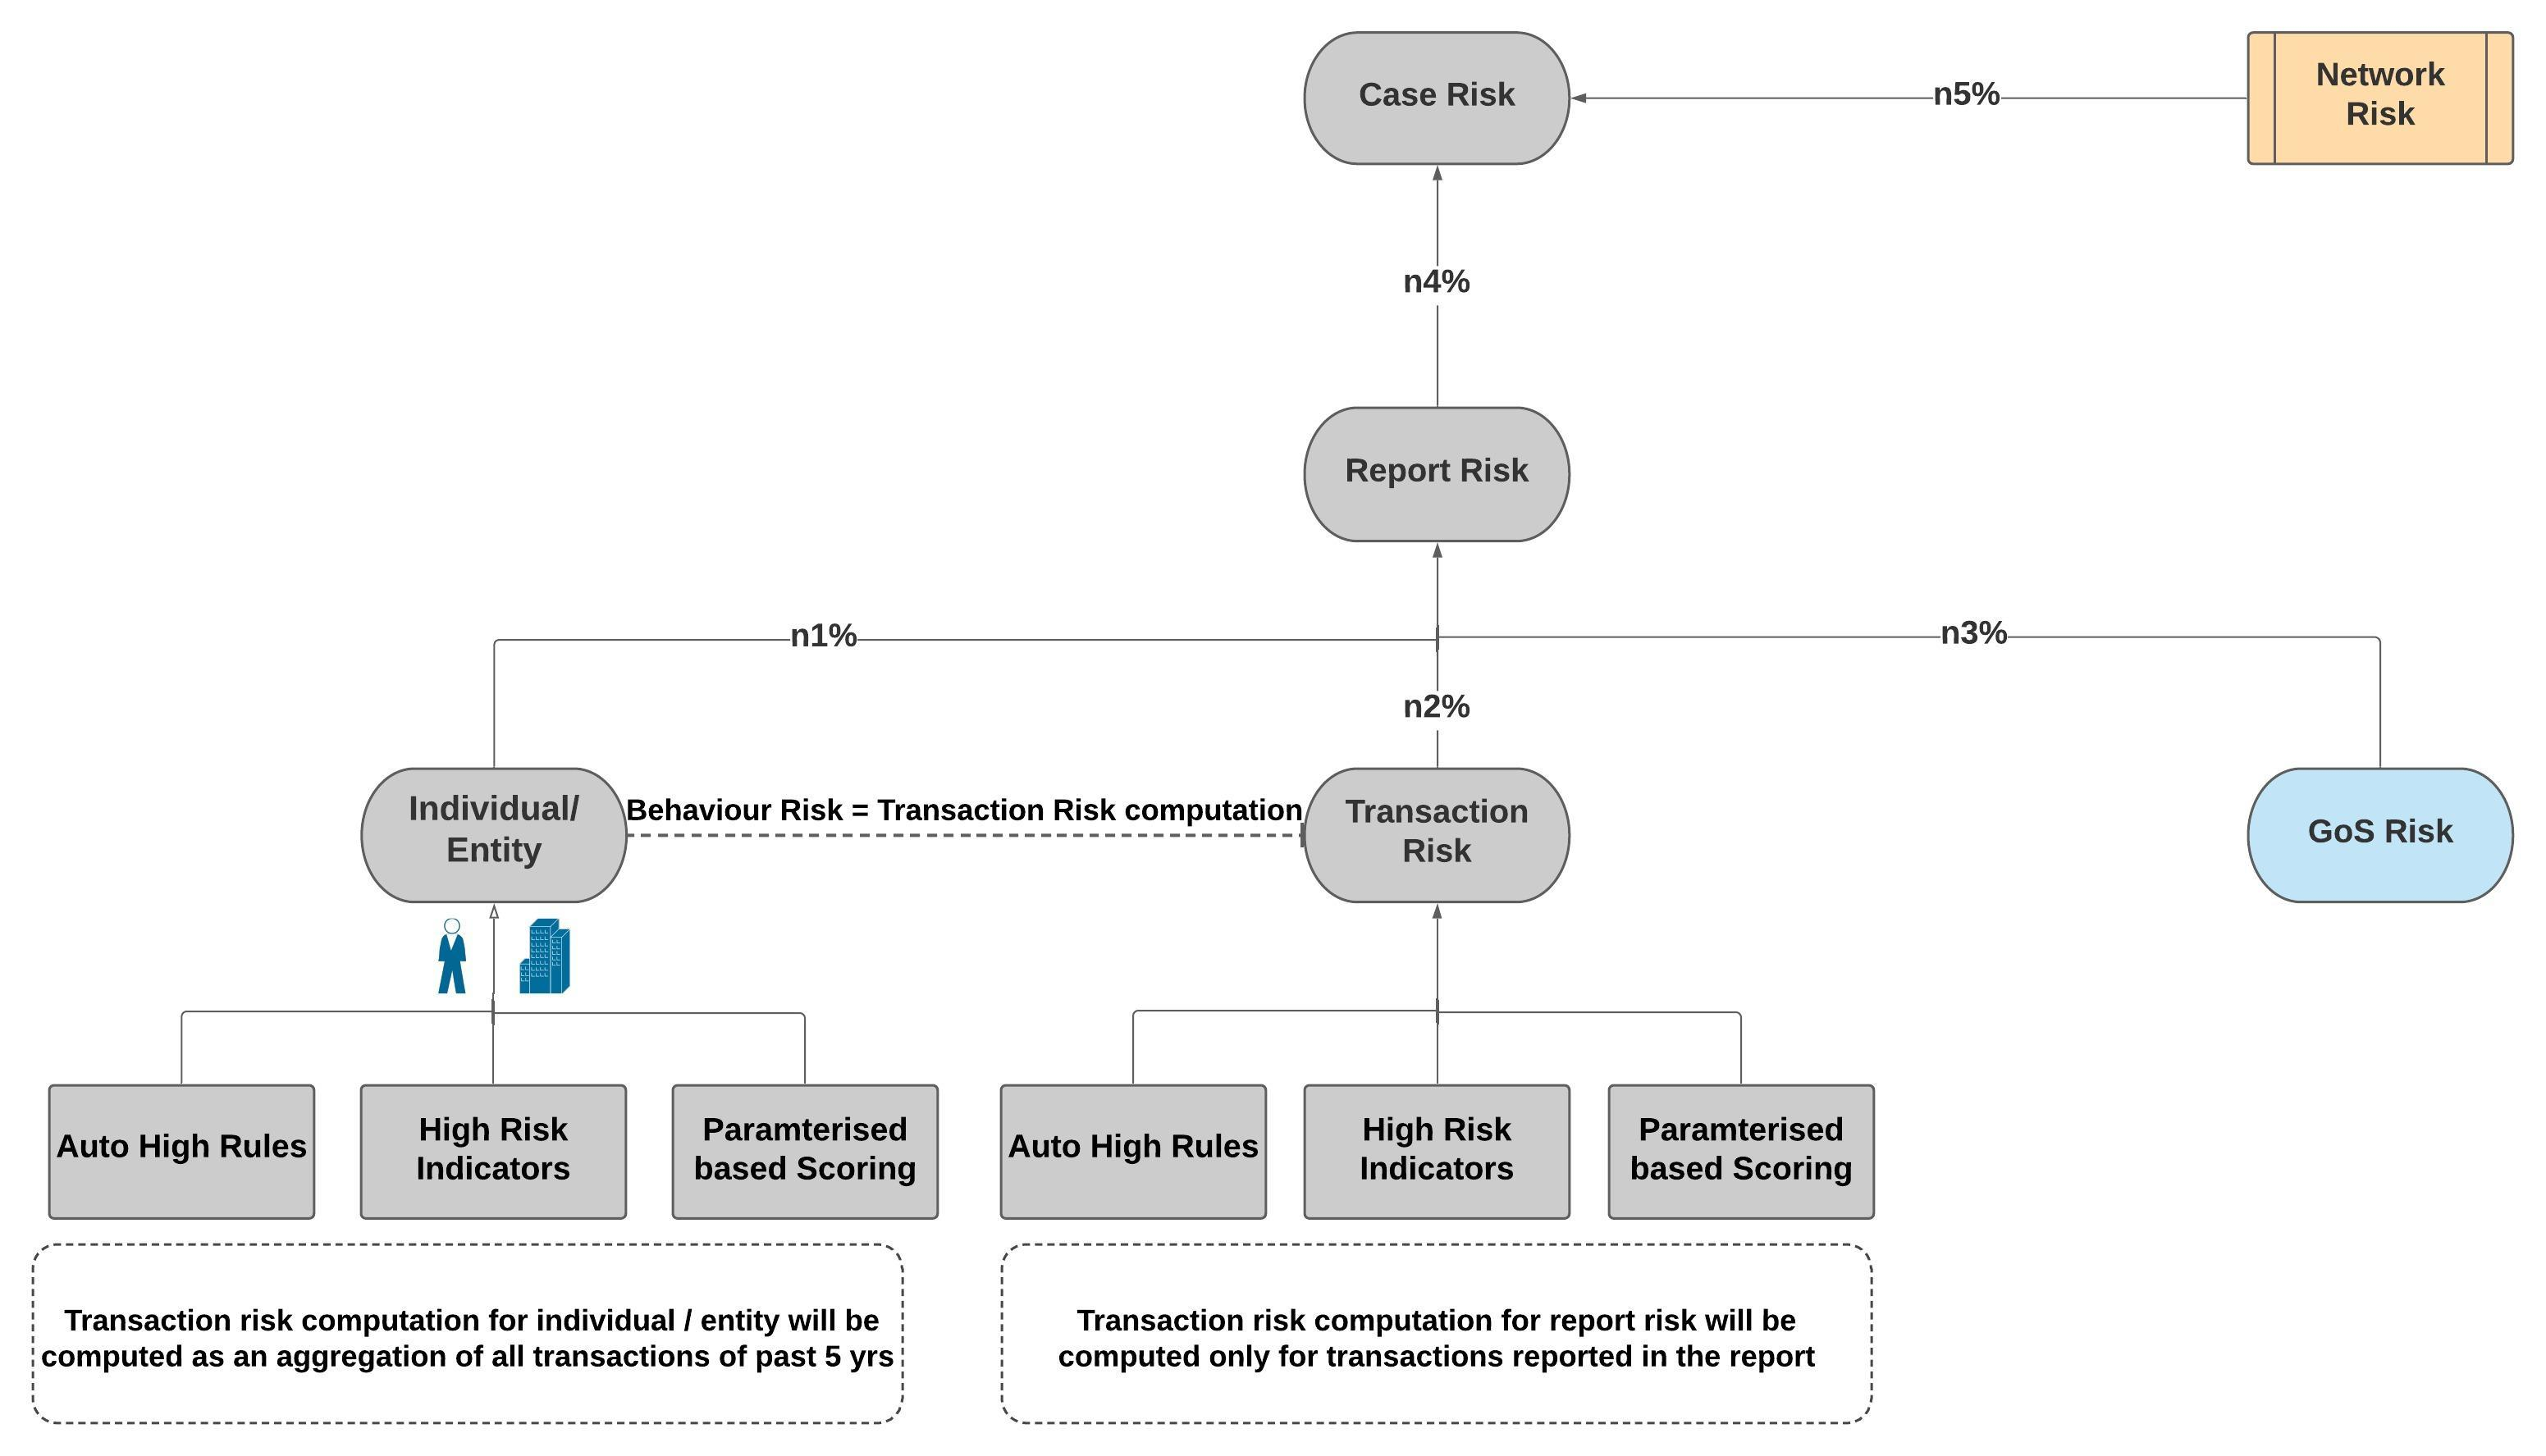 Case Risk
n5%
Network
Risk
n4%
Report Risk
n1%
n3%
n2%
Individual/
Entity
Behaviour Risk = Transaction Risk computation
Transaction
Risk
GoS Risk
Auto High Rules
High Risk
Indicators
Paramterised
based Scoring
Auto High Rules
High Risk
Indicators
Paramterised
based Scoring
Transaction risk computation for individual / entity will be
computed as an aggregation of all transactions of past 5 yrs
Transaction risk computation for report risk will be
computed only for transactions reported in the report